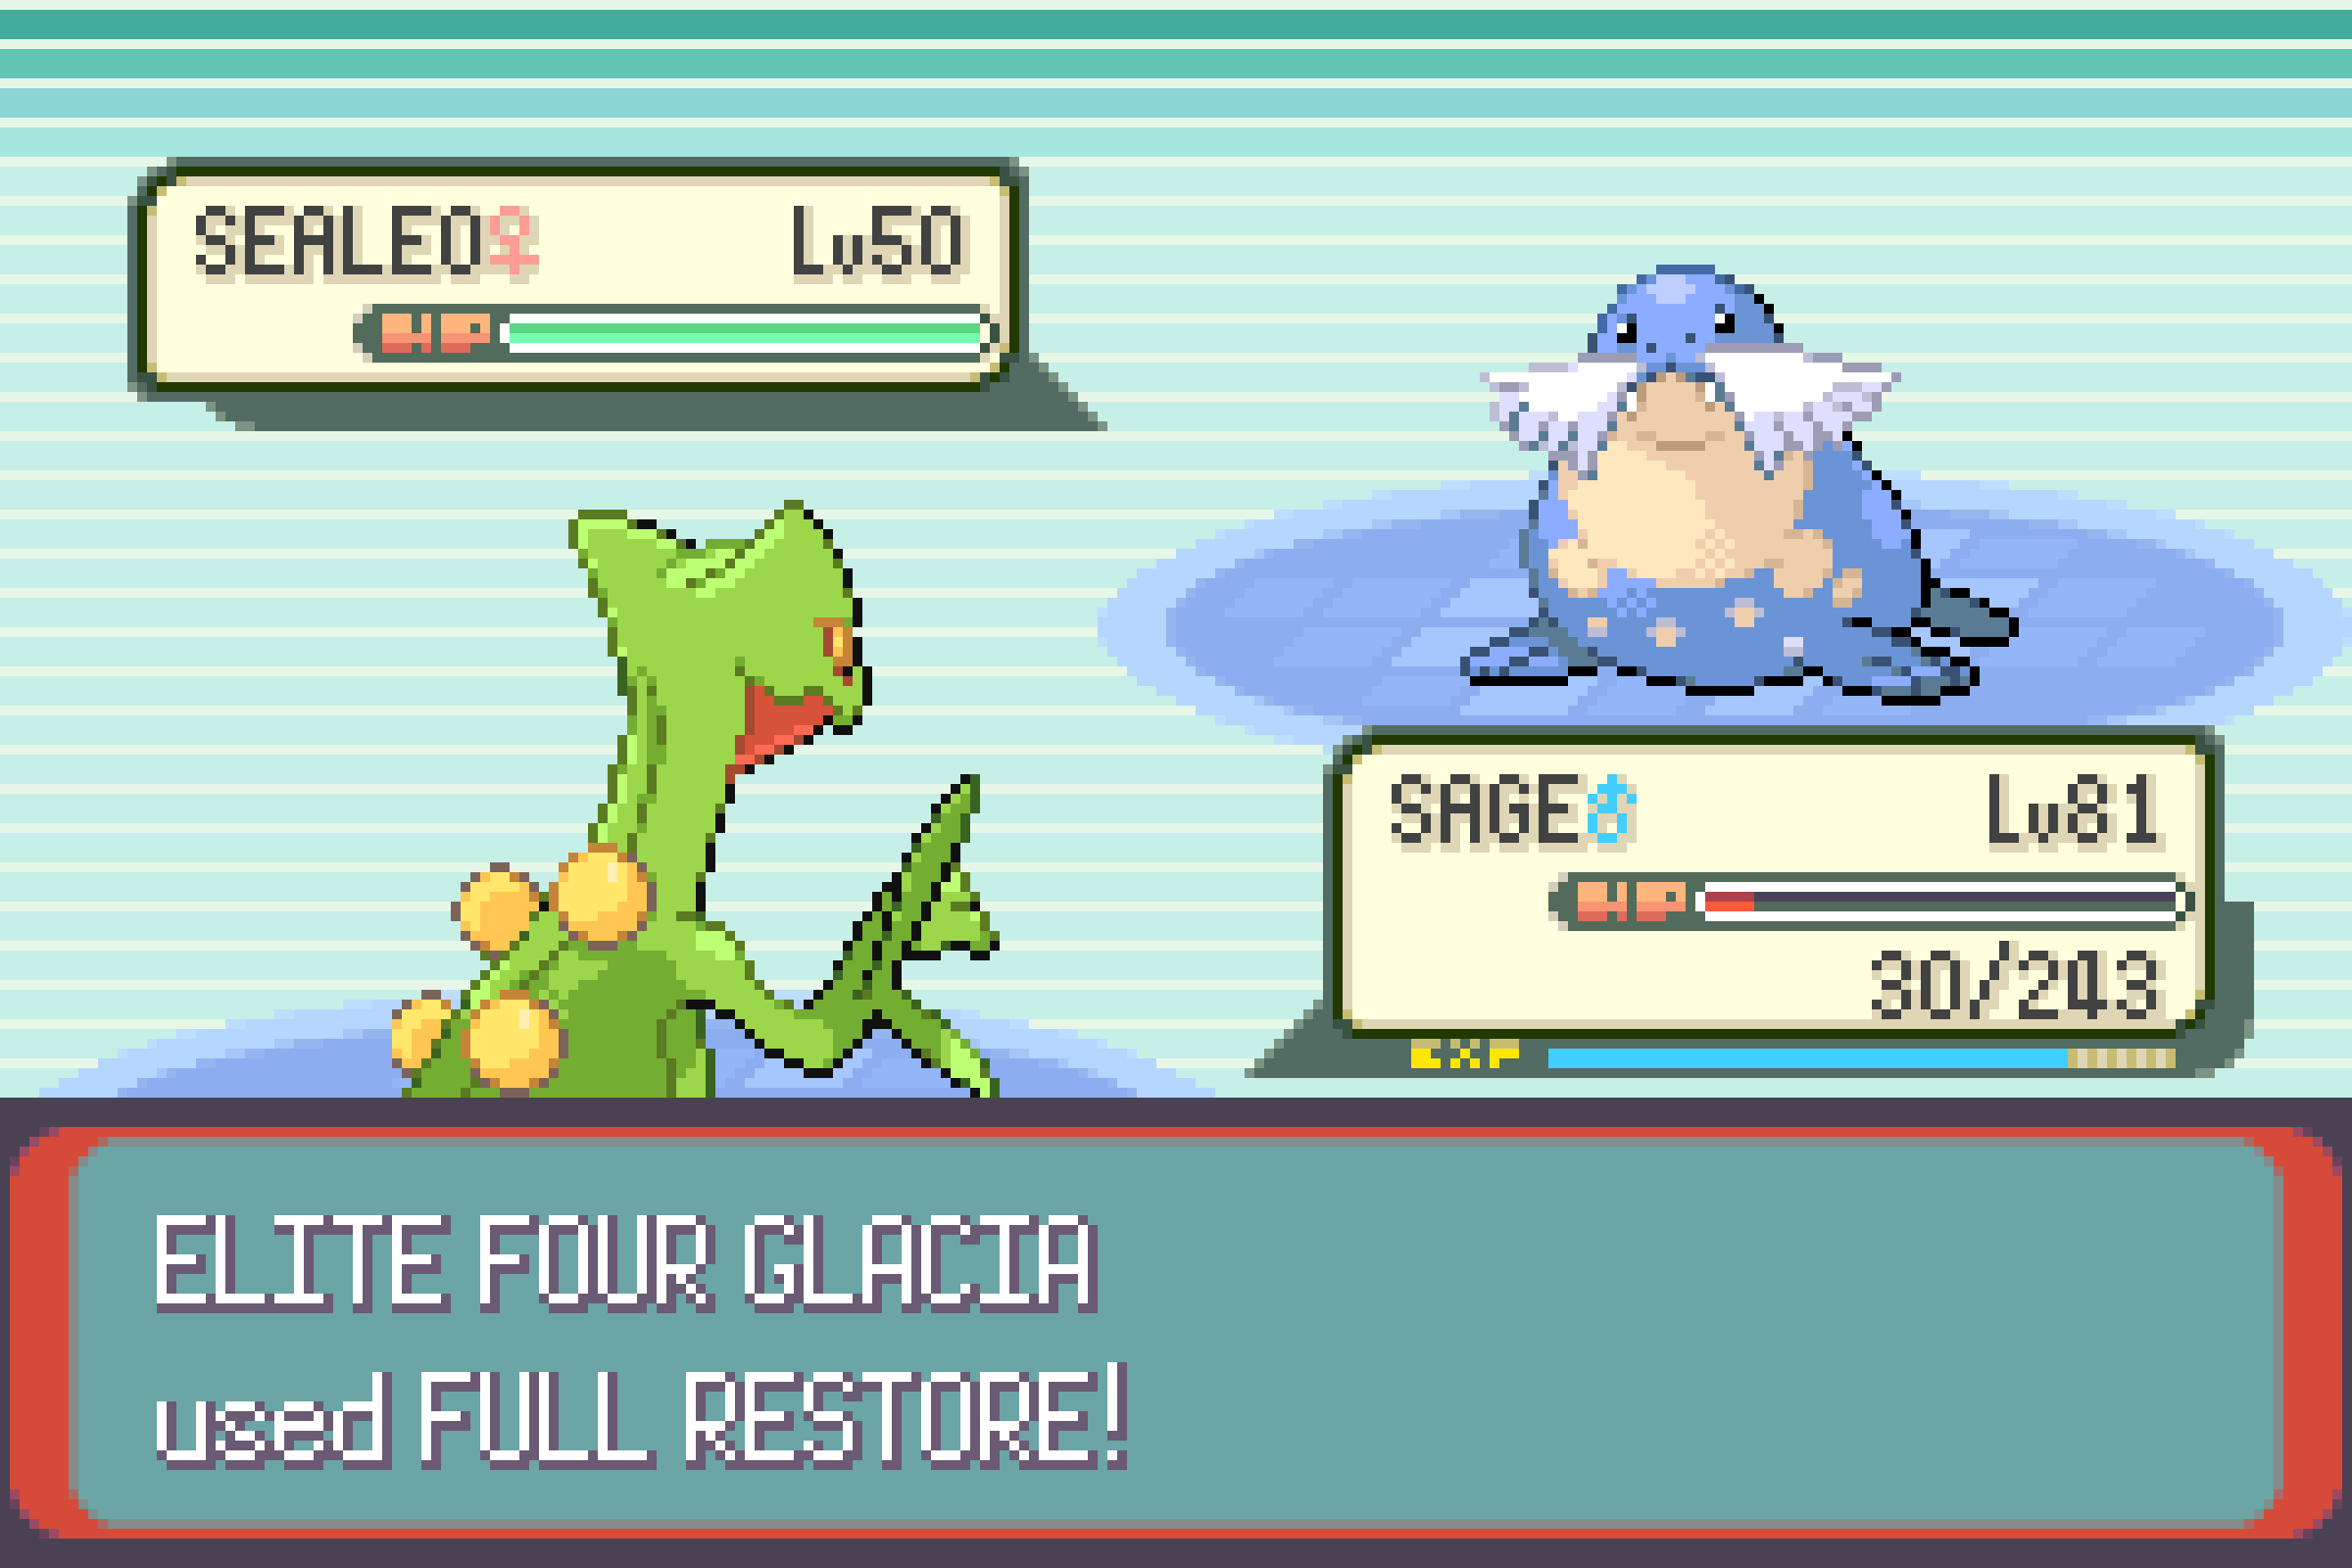 SEALEO♀ Lv50
HP
SAGE♂ Lv81
HP
30/243
EXP
ELITE FOUR GLACIA
used FULL RESTORE!